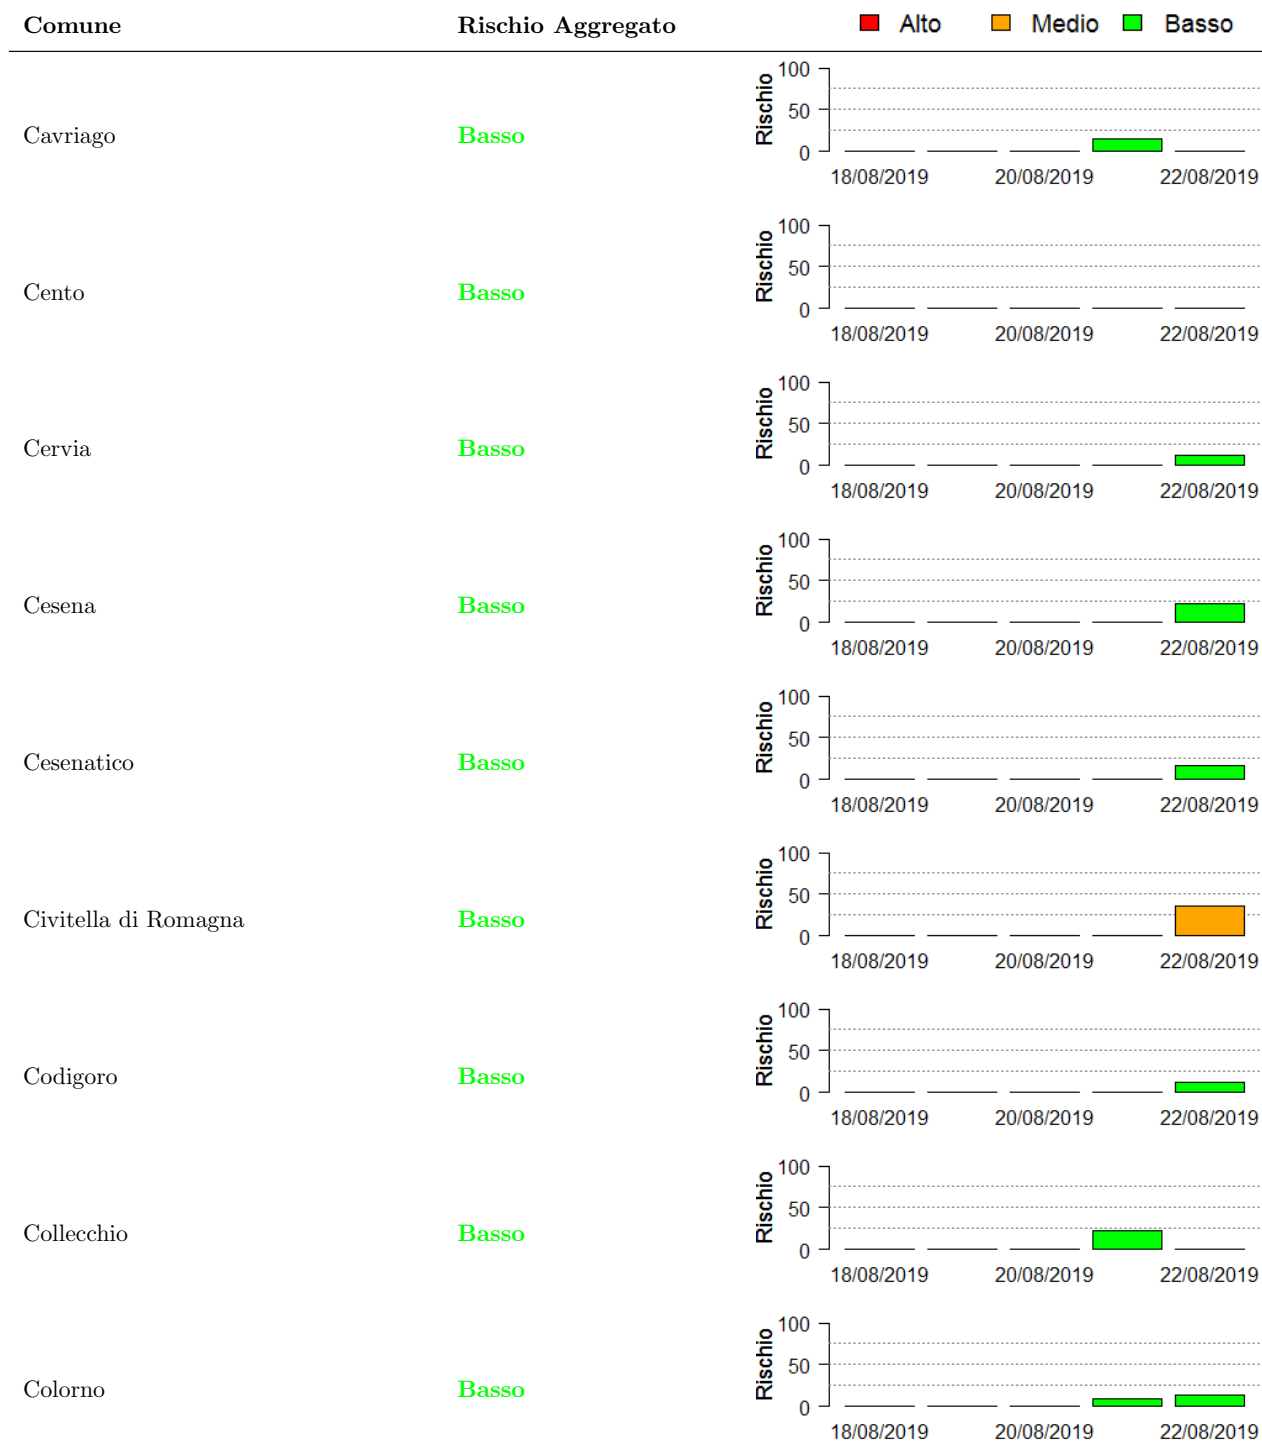 Comune Rischio Aggregato Alto Medio Basso
100
50
0
Rischio
Cavriago Basso
18/08/2019 20/08/2019 22/08/2019
100
50
0
Rischio
Cento Basso
18/08/2019 20/08/2019 22/08/2019
100
50
0
Rischio
Cervia Basso
18/08/2019 20/08/2019 22/08/2019
100
50
0
Rischio
Cesena Basso
18/08/2019 20/08/2019 22/08/2019
100
50
0
Rischio
Cesenatico Basso
18/08/2019 20/08/2019 22/08/2019
100
50
0
Rischio
Civitella di Romagna Basso
18/08/2019 20/08/2019 22/08/2019
100
50
0
Rischio
Codigoro Basso
18/08/2019 20/08/2019 22/08/2019
100
50
0
Rischio
Collecchio Basso
18/08/2019 20/08/2019 22/08/2019
100
50
0
Rischio
Colorno Basso
18/08/2019 20/08/2019 22/08/2019